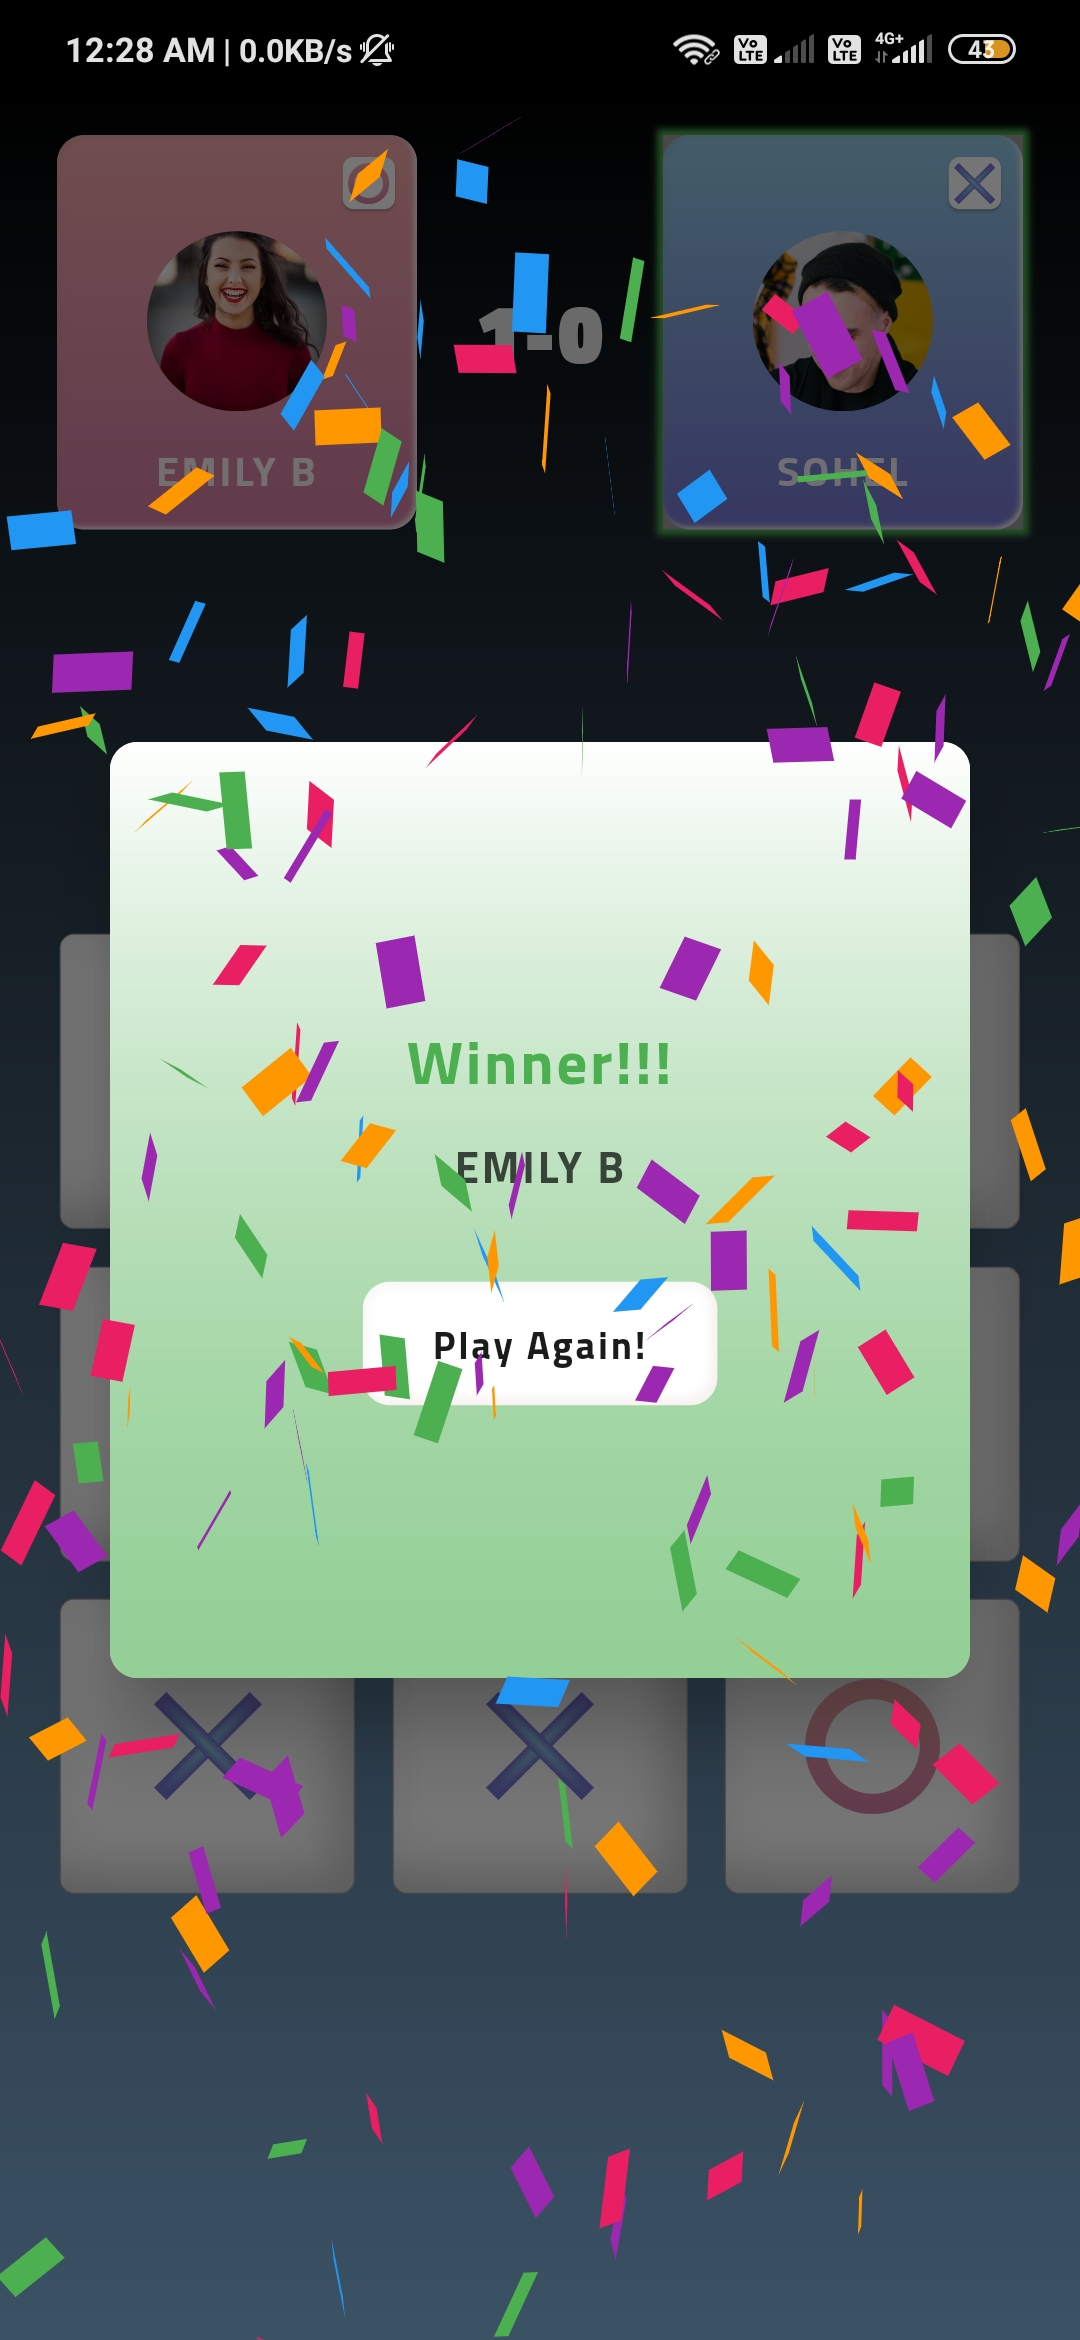 12:28 AM | 0.0KB/s
Vo LTE
Vo LTE
4G+
43
1-0
EMILY B
SOHEL
Winner!!!
EMILY B
Play Again!